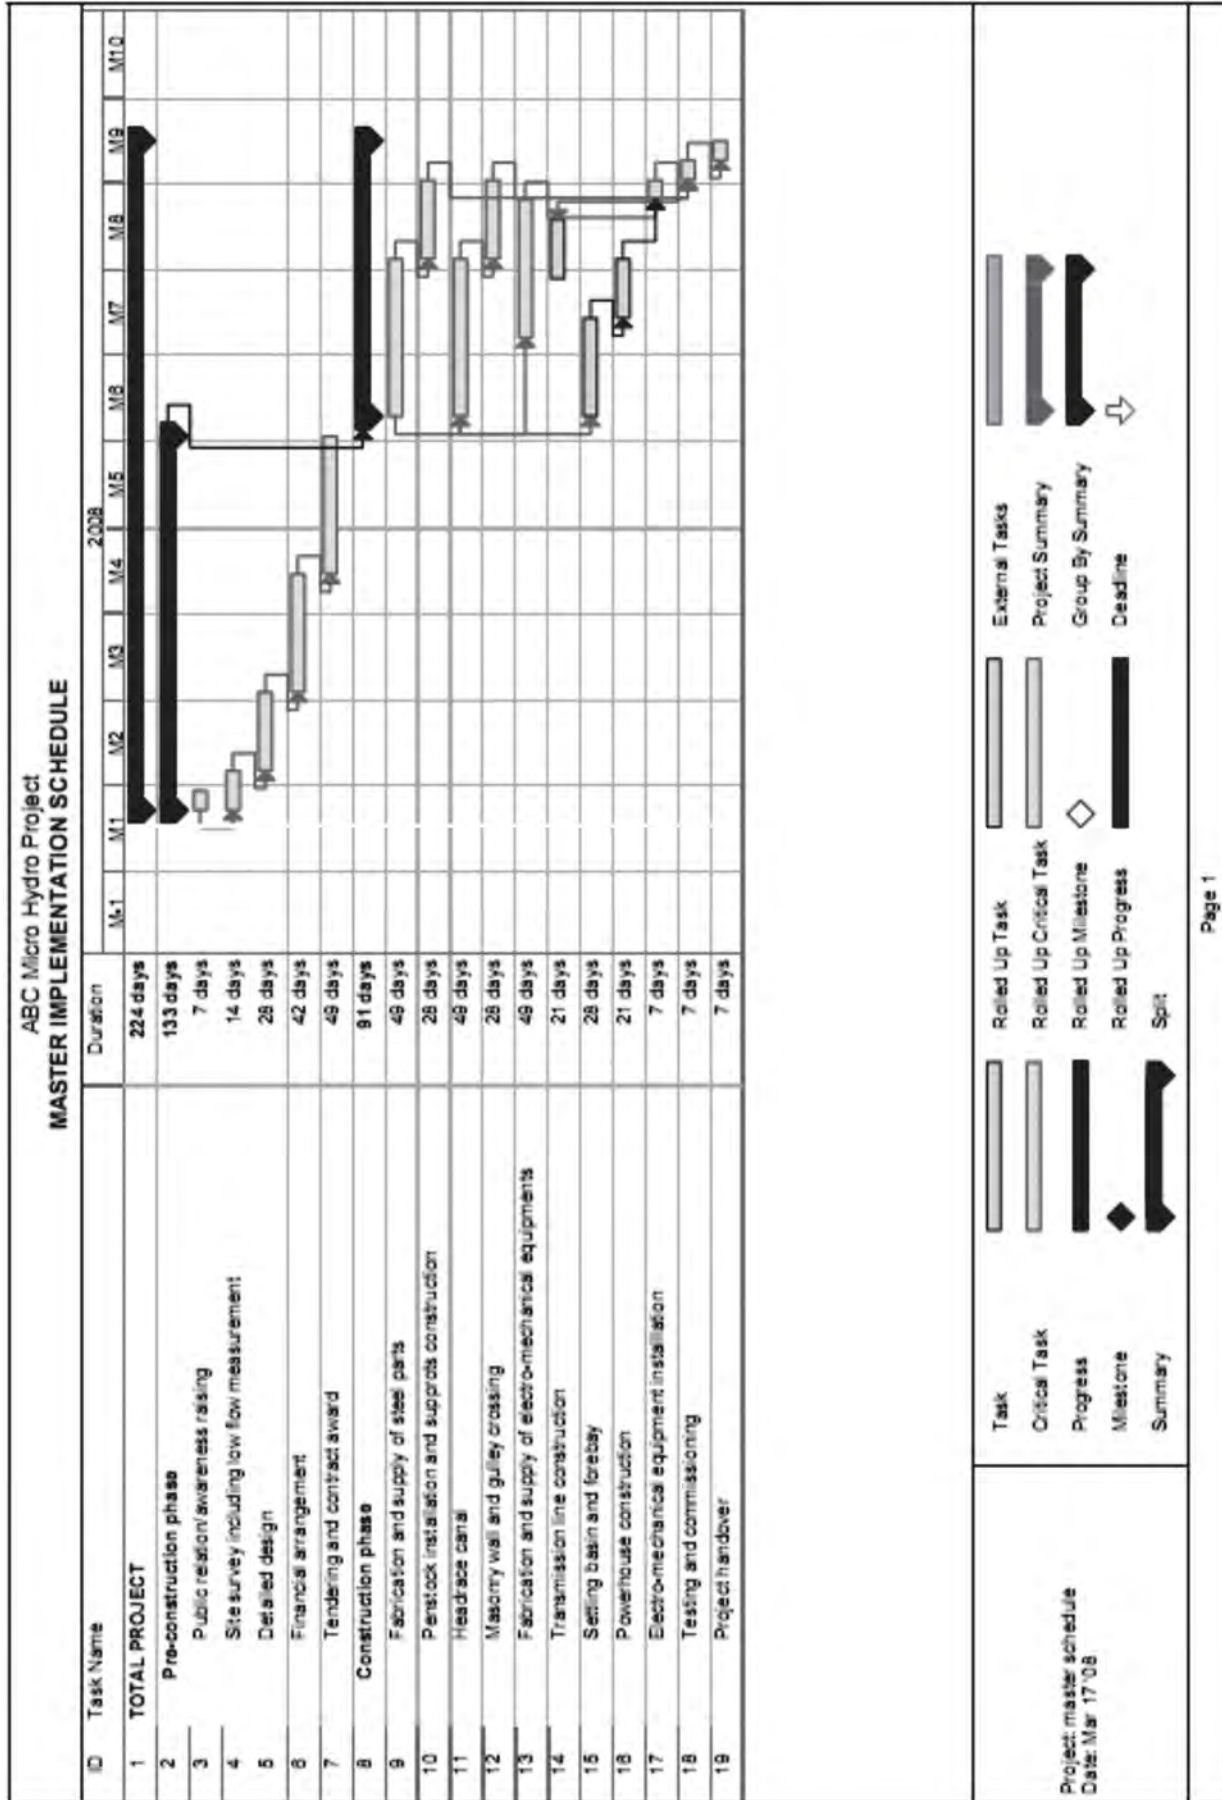 ABC Micro Hydro Project
MASTER IMPLEMENTATION SCHEDULE
ID Task Name Duration 2008
M-1 M1 M2 M3 M4 M5 M6 M7 M8 M9 M10
1 TOTAL PROJECT 224 days
2 Pre-construction phase 133 days
3 Public relation/awareness raising 7 days
4 Site survey including low flow measurement 14 days
5 Detailed design 28 days
6 Financial arrangement 42 days
7 Tendering and contract award 49 days
8 Construction phase 91 days
9 Fabrication and supply of steel parts 49 days
10 Penstock installation and supprots construction 28 days
11 Headrace canal 49 days
12 Masonry wall and gulley crossing 28 days
13 Fabrication and supply of electro-mechanical equipments 49 days
14 Transmission line construction 21 days
15 Settling basin and forebay 28 days
16 Powerhouse construction 21 days
17 Electro-mechanical equipment installation 7 days
18 Testing and commissioning 7 days
19 Project handover 7 days
Project: master schedule
Date: Mar 17 '08
Task Rolled Up Task External Tasks
Critical Task Rolled Up Critical Task Project Summary
Progress Rolled Up Milestone Group By Summary
Milestone Rolled Up Progress Deadline
Summary Split
Page 1